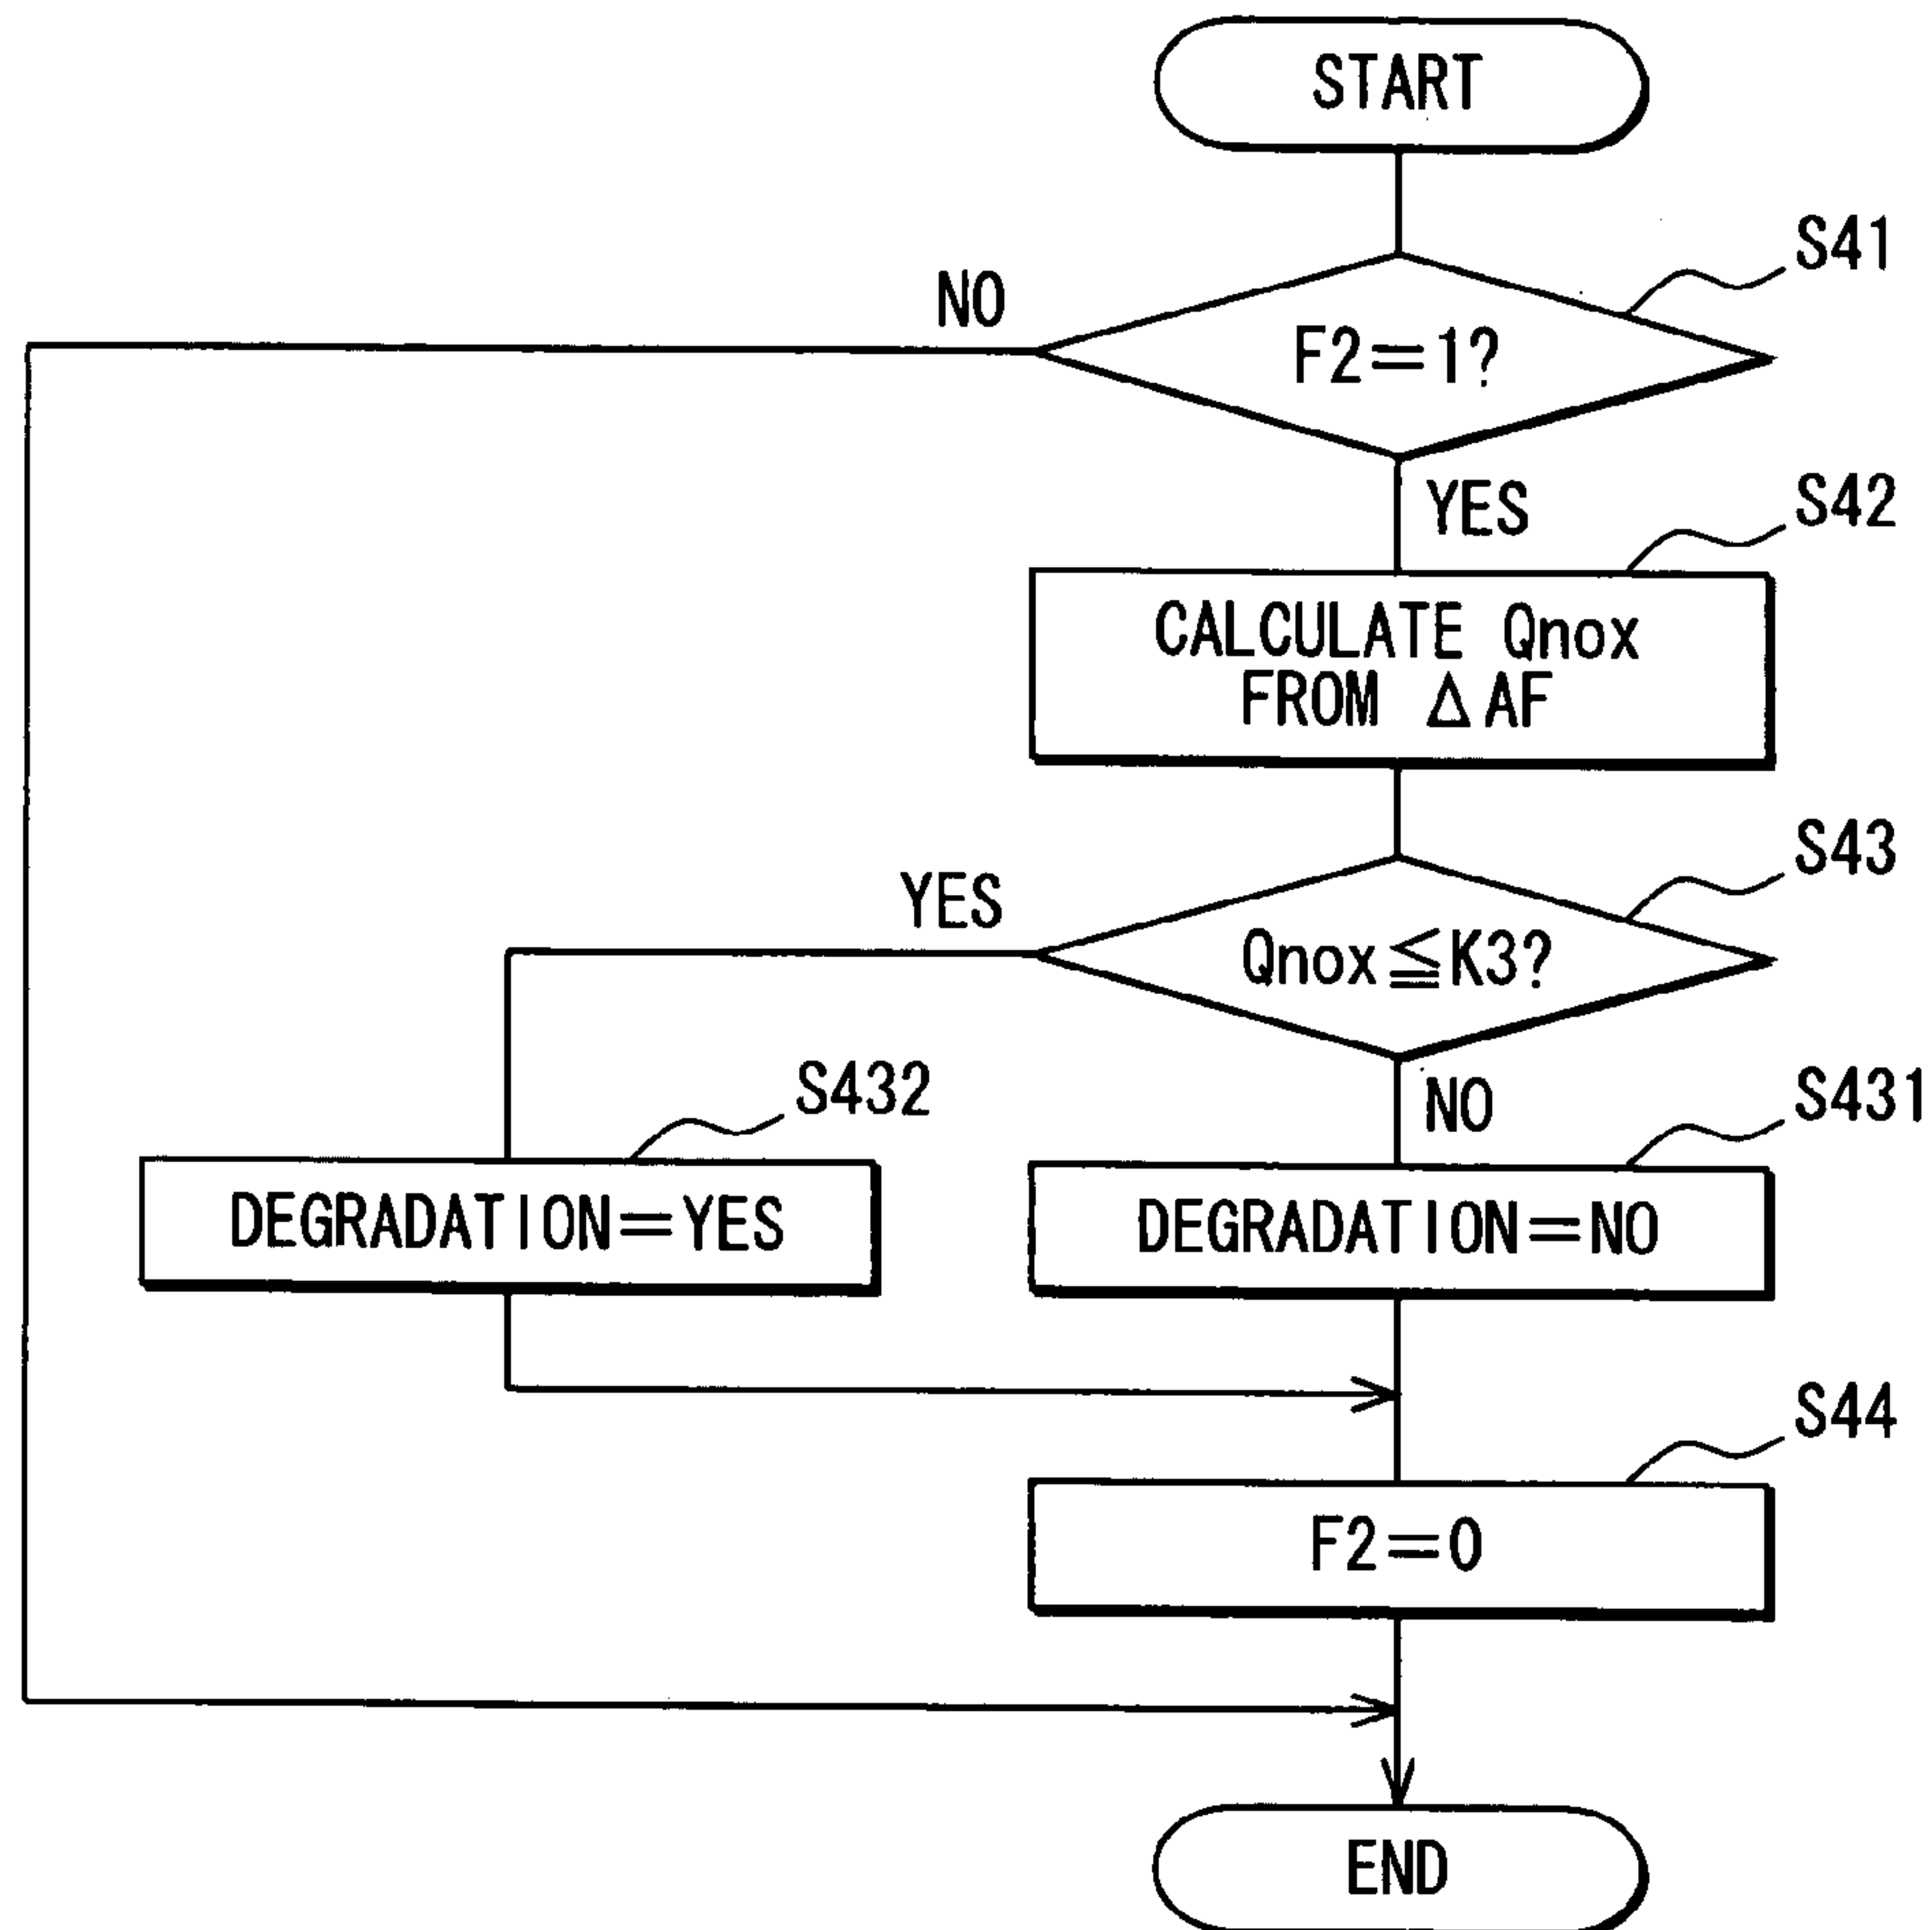 START
S41
NO
F2=1?
YES
S42
CALCULATE Qnox
FROM ΔAF
S43
YES
Qnox≦K3?
S432
NO
S431
DEGRADATION=YES
DEGRADATION=NO
S44
F2=0
END